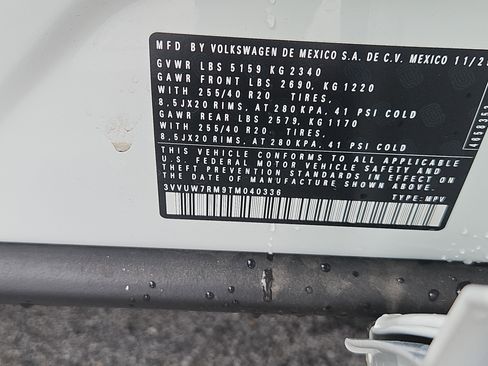 MFD BY VOLKSWAGEN DE MEXICO S.A. DE C.V. MEXICO 11/2
GVWR LBS 5159 KG 2340
GAWR FRONT LBS 2690, KG 1220
WITH 255/40 R20 TIRES,
8.5JX20 RIMS, AT 280 KPA, 41 PSI COLD
GAWR REAR LBS 2579, KG 1170
WITH 255/40 R20 TIRES,
8.5JX20 RIMS, AT 280 KPA, 41 PSI COLD
THIS VEHICLE CONFORMS TO ALL APPLICABLE
U.S. FEDERAL MOTOR VEHICLE SAFETY AND
THEFT PREVENTION STANDARDS IN EFFECT ON
THE DATE OF MANUFACTURE SHOWN ABOVE.
3VVUW7RM9TM040336
TYPE: MPV